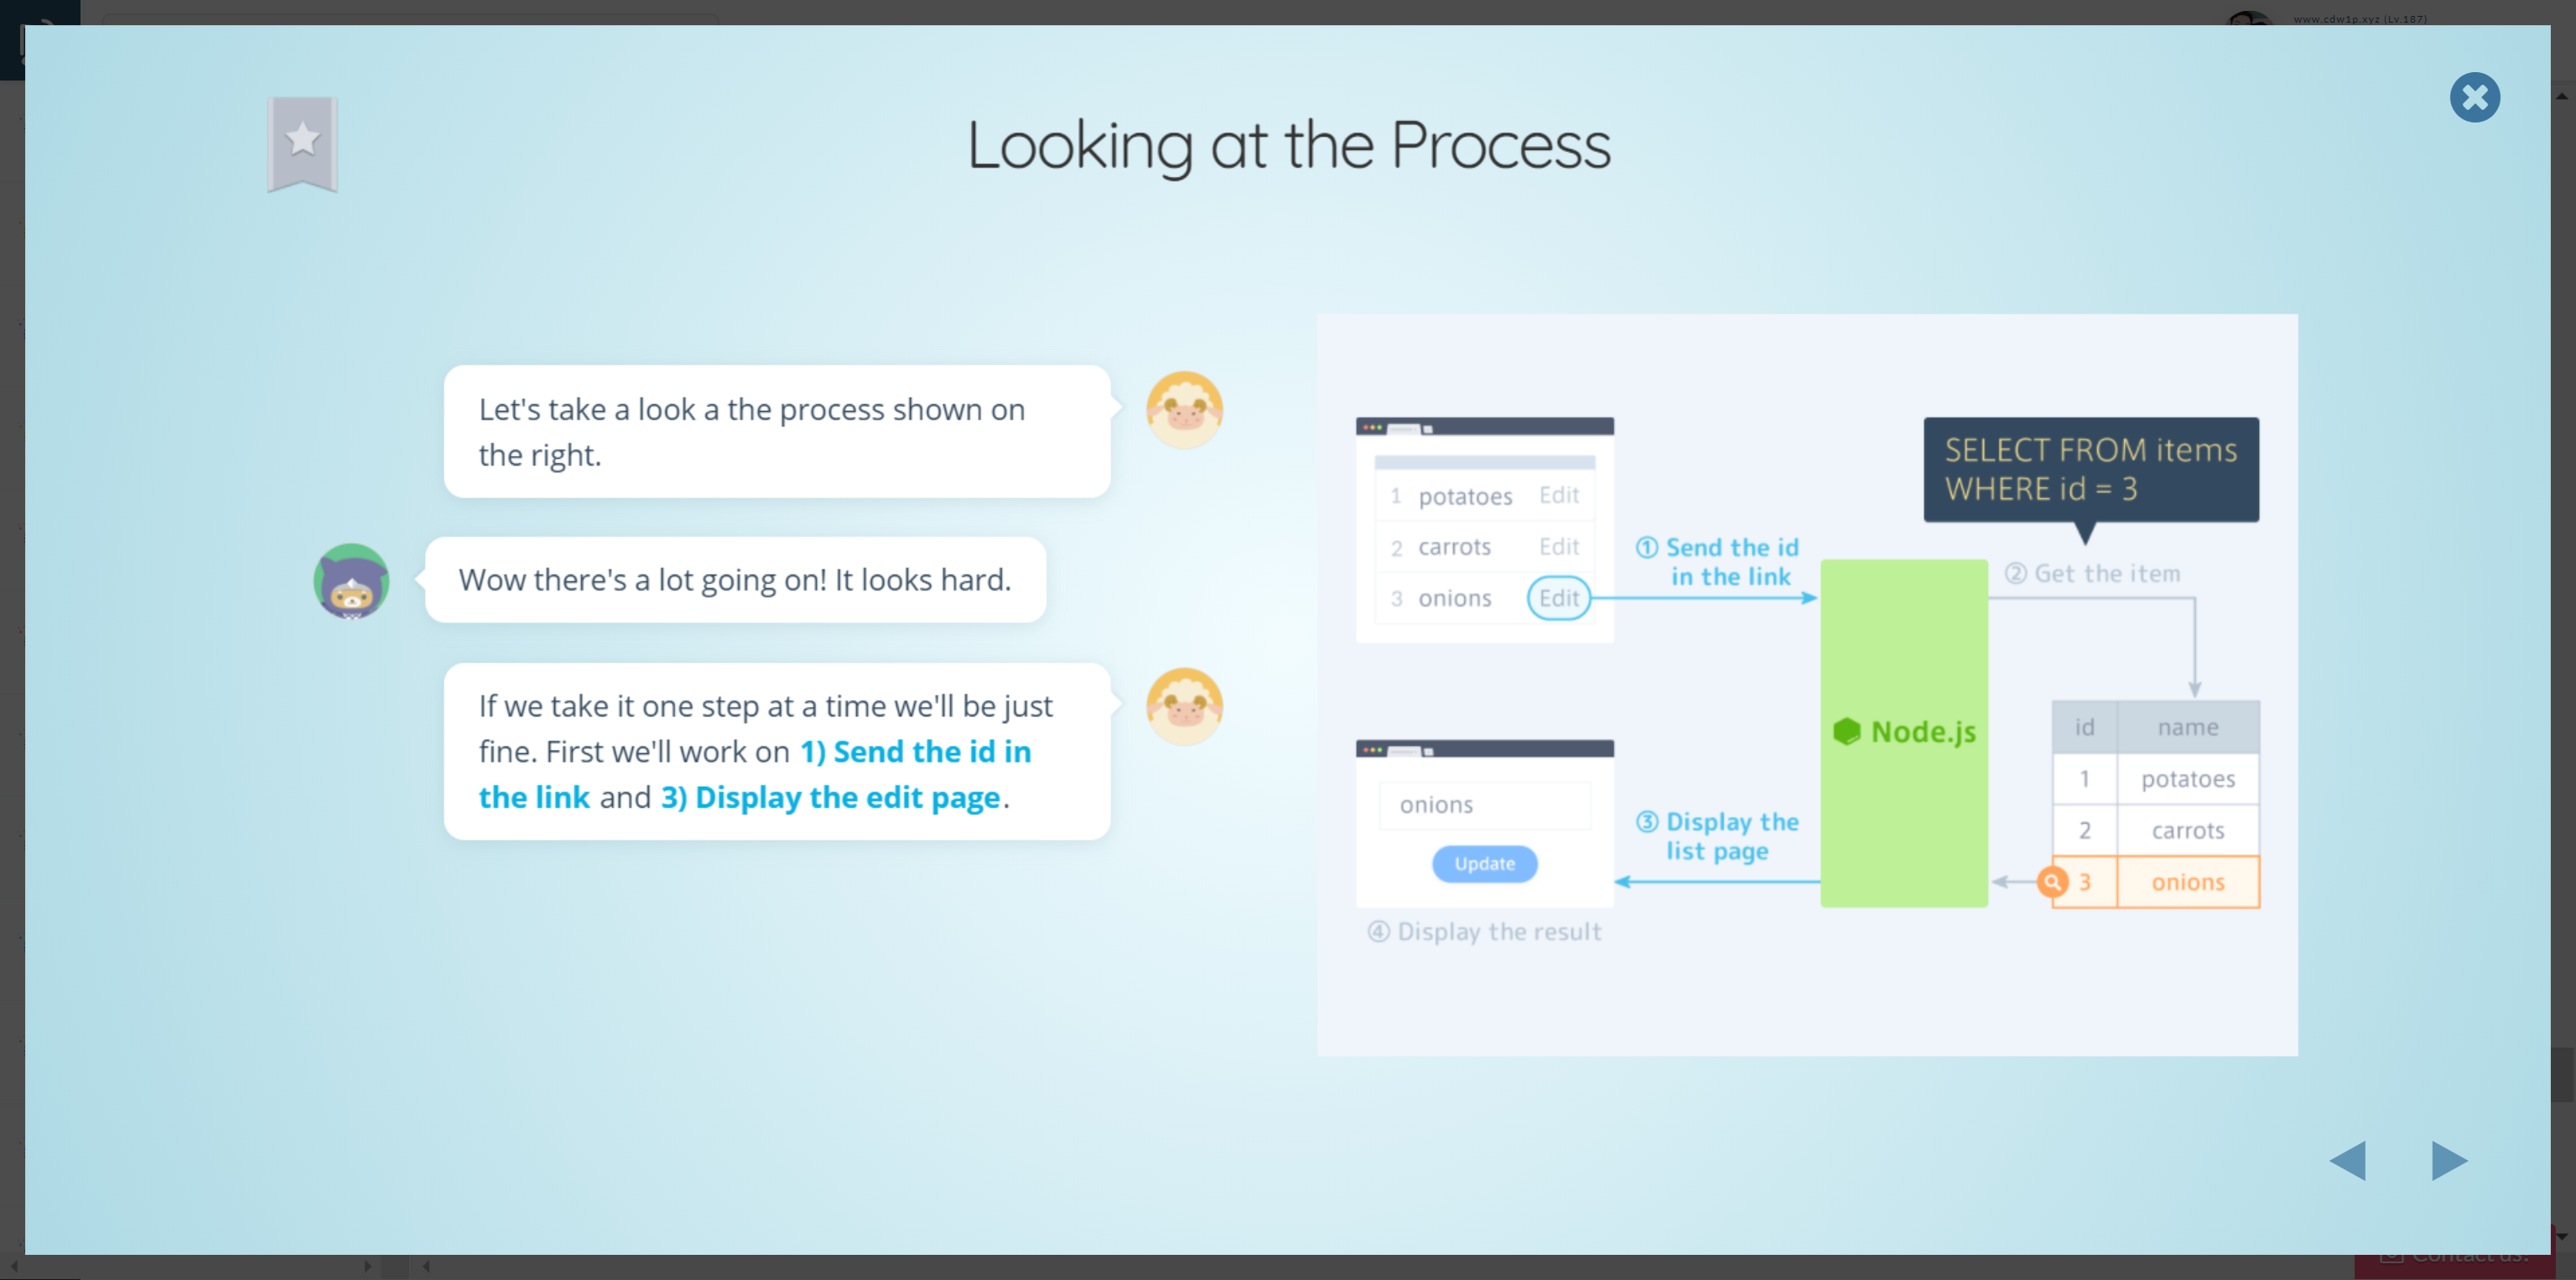 www.cdw1p.xyz (Lv.187)
Looking at the Process
Let's take a look a the process shown on
the right.
Wow there's a lot going on! It looks hard.
If we take it one step at a time we'll be just
fine. First we'll work on 1) Send the id in
the link and 3) Display the edit page.
1 potatoes Edit
2 carrots Edit
3 onions Edit
① Send the id
in the link
SELECT FROM items
WHERE id = 3
② Get the item
Node.js
id name
1 potatoes
2 carrots
3 onions
onions
Update
③ Display the
list page
④ Display the result
Contact us!